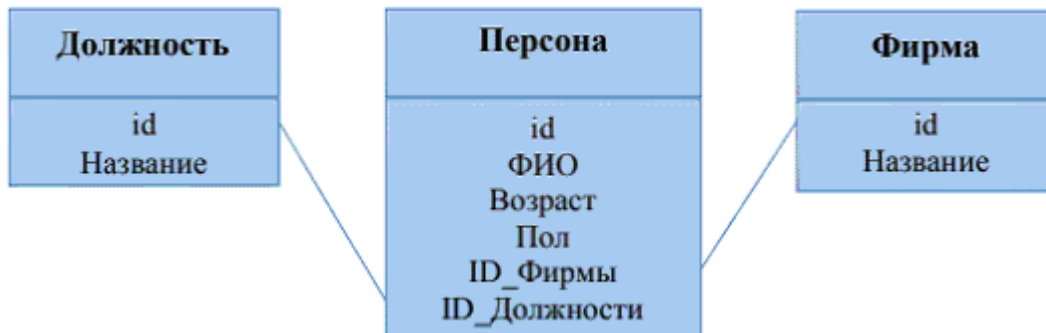 Должность
id
Название
Персона
id
ФИО
Возраст
Пол
ID_Фирмы
ID_Должности
Фирма
id
Название